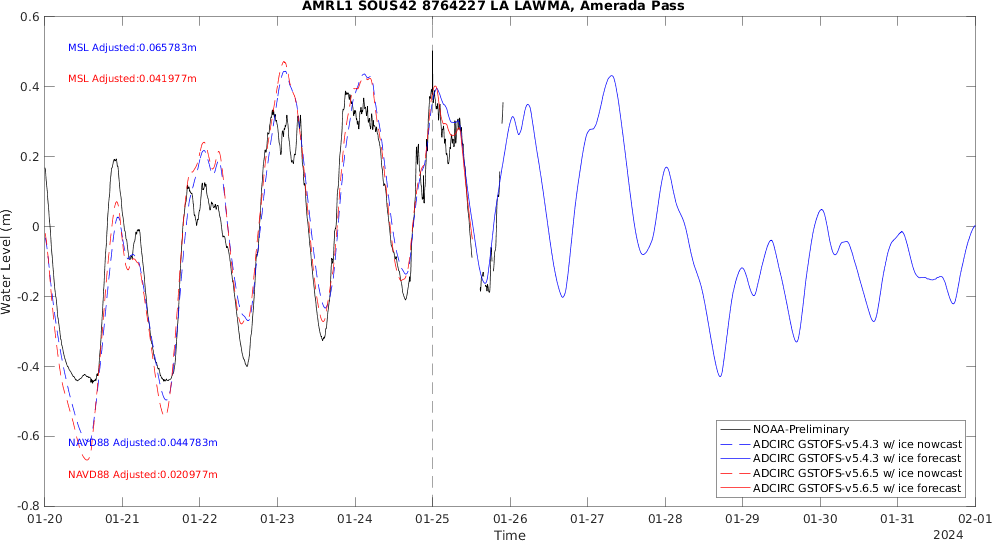 AMRL1 SOUS42 8764227 LA LAWMA, Amerada Pass
MSL Adjusted:0.065783m
MSL Adjusted:0.041977m
NAVD88 Adjusted:0.044783m
NAVD88 Adjusted:0.020977m
Water Level (m)
0.6
0.4
0.2
0
-0.2
-0.4
-0.6
-0.8
NOAA-Preliminary
ADCIRC GSTOFS-v5.4.3 w/ ice nowcast
ADCIRC GSTOFS-v5.4.3 w/ ice forecast
ADCIRC GSTOFS-v5.6.5 w/ ice nowcast
ADCIRC GSTOFS-v5.6.5 w/ ice forecast
01-20 01-21 01-22 01-23 01-24 01-25 01-26 01-27 01-28 01-29 01-30 01-31 02-01
Time
2024